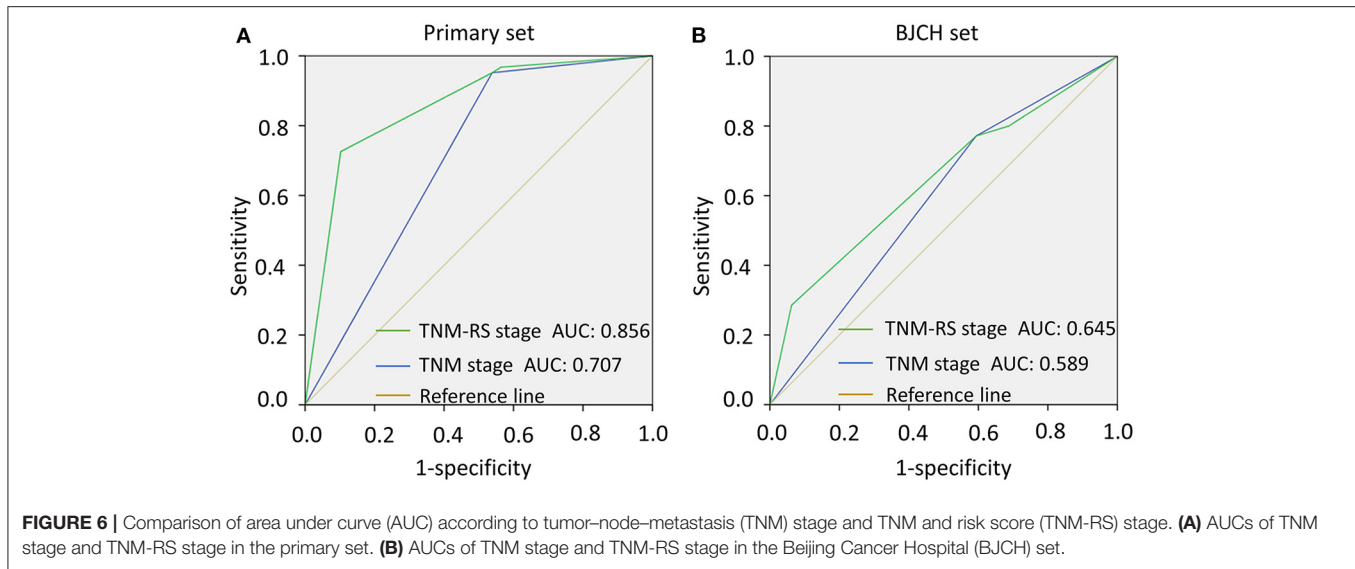 A
Primary set
1.0
0.8
0.6
0.4
0.2
0.0
Sensitivity
TNM-RS stage AUC: 0.856
TNM stage AUC: 0.707
Reference line
0.0 0.2 0.4 0.6 0.8 1.0
1-specificity
B
BJCH set
1.0
0.8
0.6
0.4
0.2
0.0
Sensitivity
TNM-RS stage AUC: 0.645
TNM stage AUC: 0.589
Reference line
0.0 0.2 0.4 0.6 0.8 1.0
1-specificity
FIGURE 6 | Comparison of area under curve (AUC) according to tumor–node–metastasis (TNM) stage and TNM and risk score (TNM-RS) stage. (A) AUCs of TNM
stage and TNM-RS stage in the primary set. (B) AUCs of TNM stage and TNM-RS stage in the Beijing Cancer Hospital (BJCH) set.